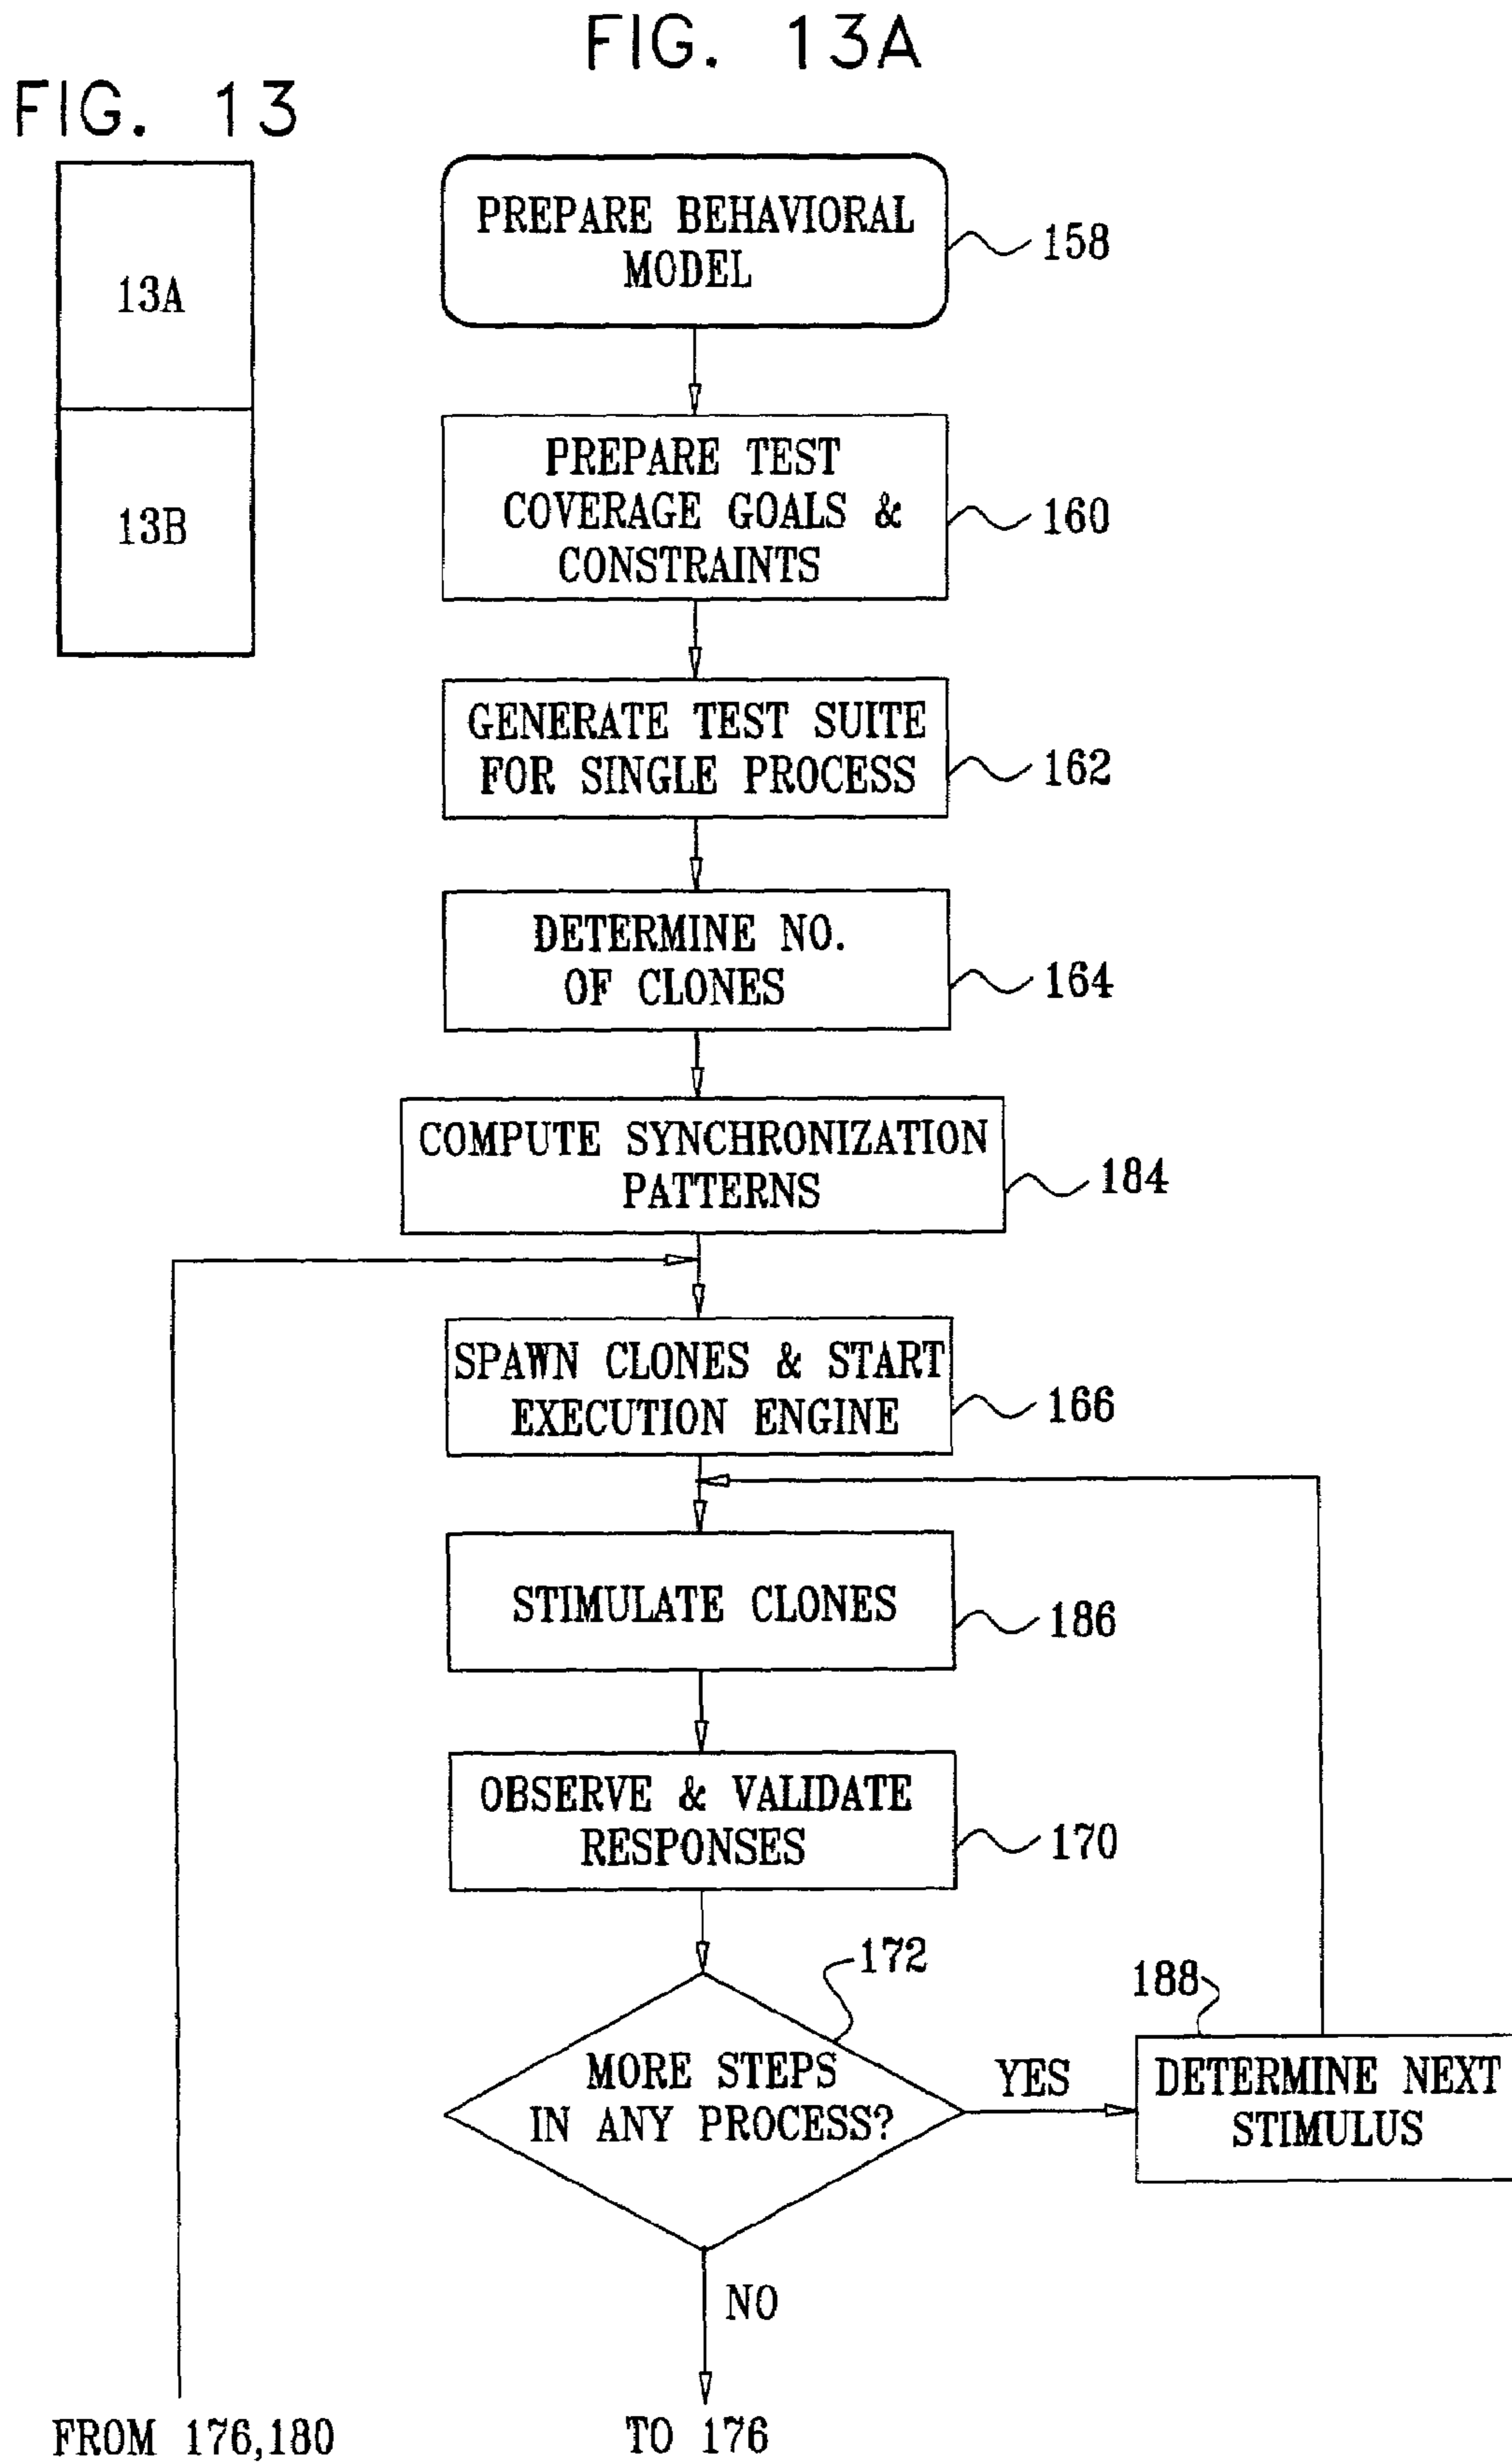 FIG. 13A
FIG. 13
13A
13B
PREPARE BEHAVIORAL
MODEL
158
PREPARE TEST
COVERAGE GOALS &
CONSTRAINTS
160
GENERATE TEST SUITE
FOR SINGLE PROCESS
162
DETERMINE NO.
OF CLONES
164
COMPUTE SYNCHRONIZATION
PATTERNS
184
SPAWN CLONES & START
EXECUTION ENGINE
166
STIMULATE CLONES
186
OBSERVE & VALIDATE
RESPONSES
170
172
MORE STEPS
IN ANY PROCESS?
YES
188
DETERMINE NEXT
STIMULUS
NO
FROM 176,180
TO 176